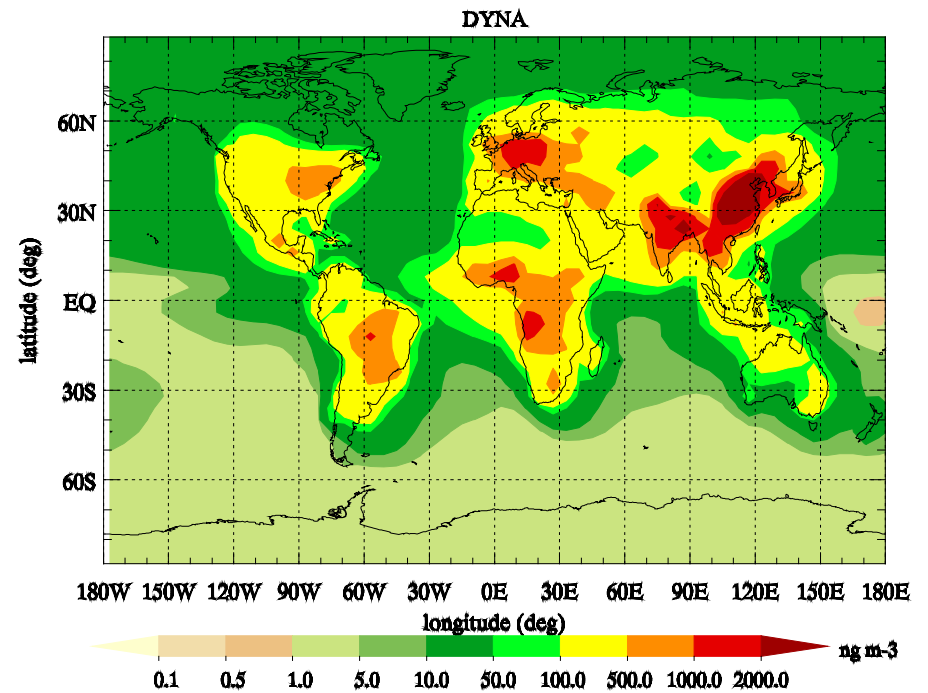 DYNA
latitude (deg)
60N
30N
EQ
30S
60S
180W 150W 120W 90W 60W 30W 0E 30E 60E 90E 120E 150E 180E
longitude (deg)
ng m-3
0.1 0.5 1.0 5.0 10.0 50.0 100.0 500.0 1000.0 2000.0